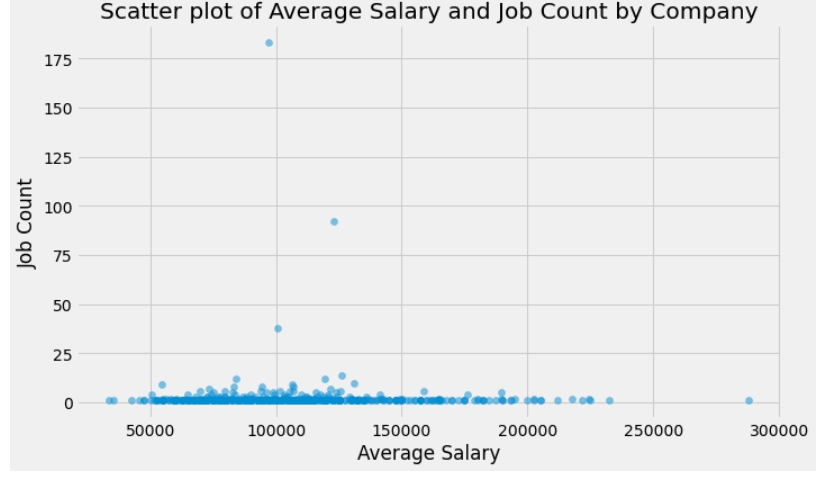 Scatter plot of Average Salary and Job Count by Company
175
150
125
100
75
50
25
0
Job Count
50000 100000 150000 200000 250000 300000
Average Salary